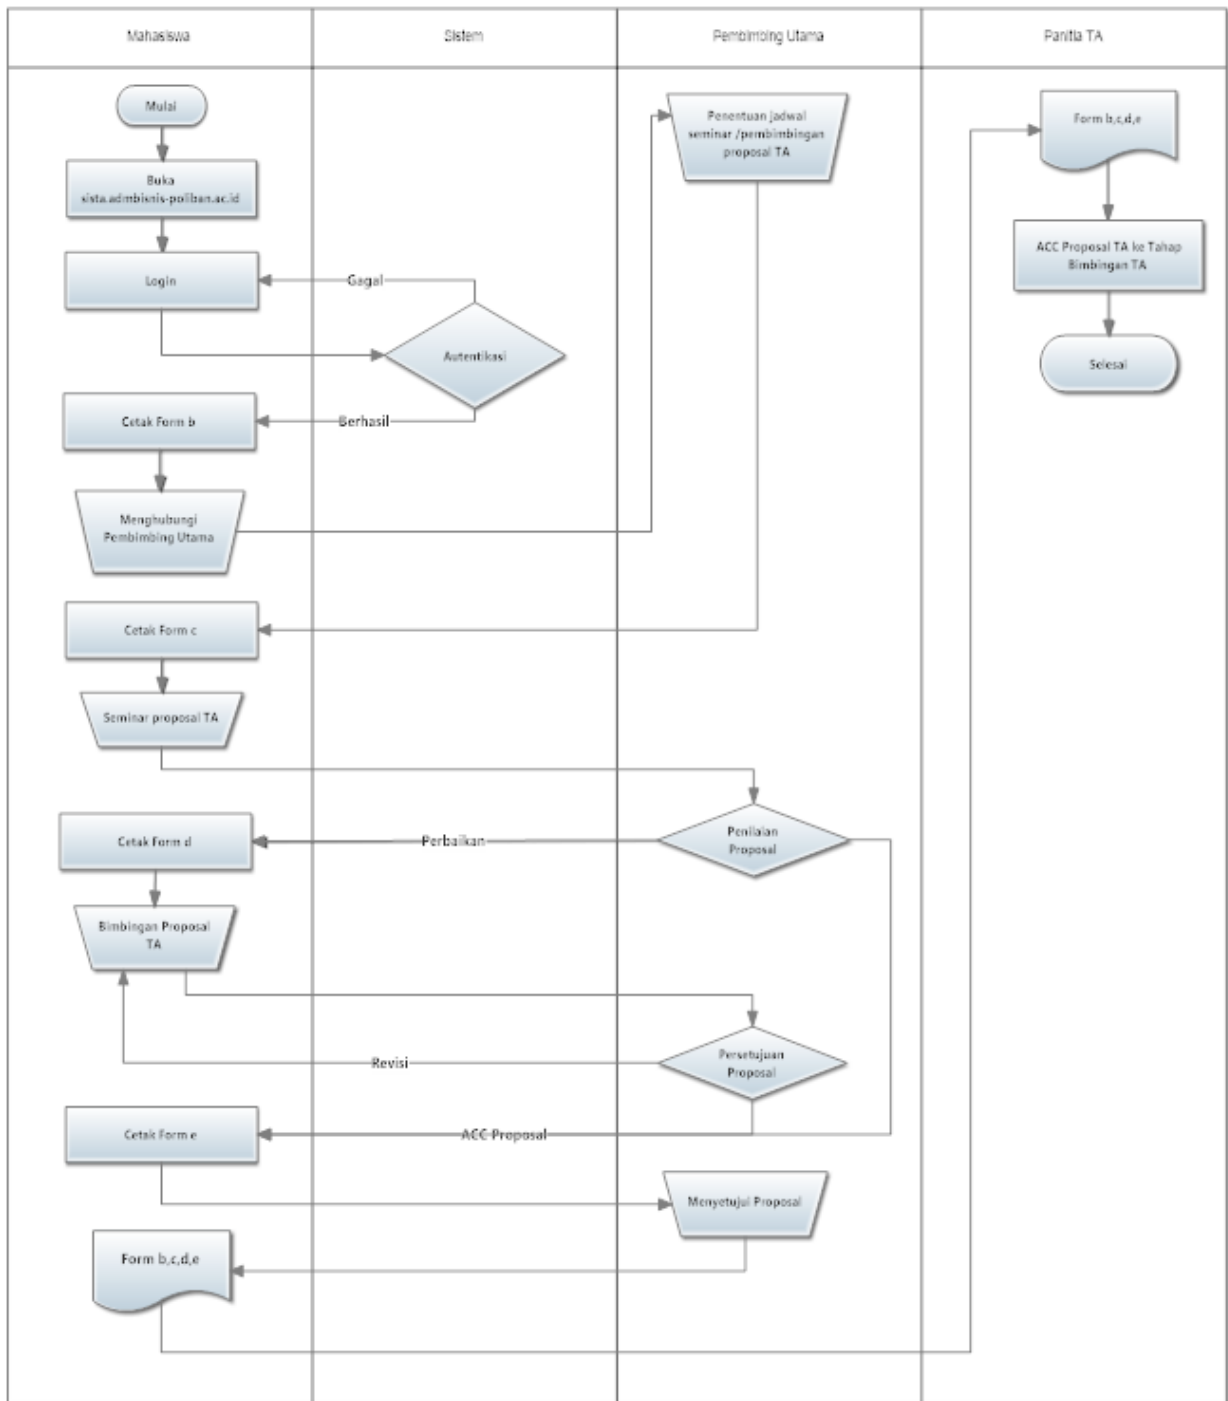 Mahasiswa
Sistem
Pembimbing Utama
Panitia TA
Mulai
Buka
sista.admbisnis-poliban.ac.id
Login
Gagal
Autentikasi
Berhasil
Cetak Form b
Menghubungi
Pembimbing Utama
Penentuan jadwal
seminar /pembimbingan
proposal TA
Cetak Form c
Seminar proposal TA
Penilaian
Proposal
Perbaikan
Cetak Form d
Bimbingan Proposal
TA
Persetujuan
Proposal
Revisi
ACC Proposal
Cetak Form e
Menyetujui Proposal
Form b,c,d,e
Form b,c,d,e
ACC Proposal TA ke Tahap
Bimbingan TA
Selesai